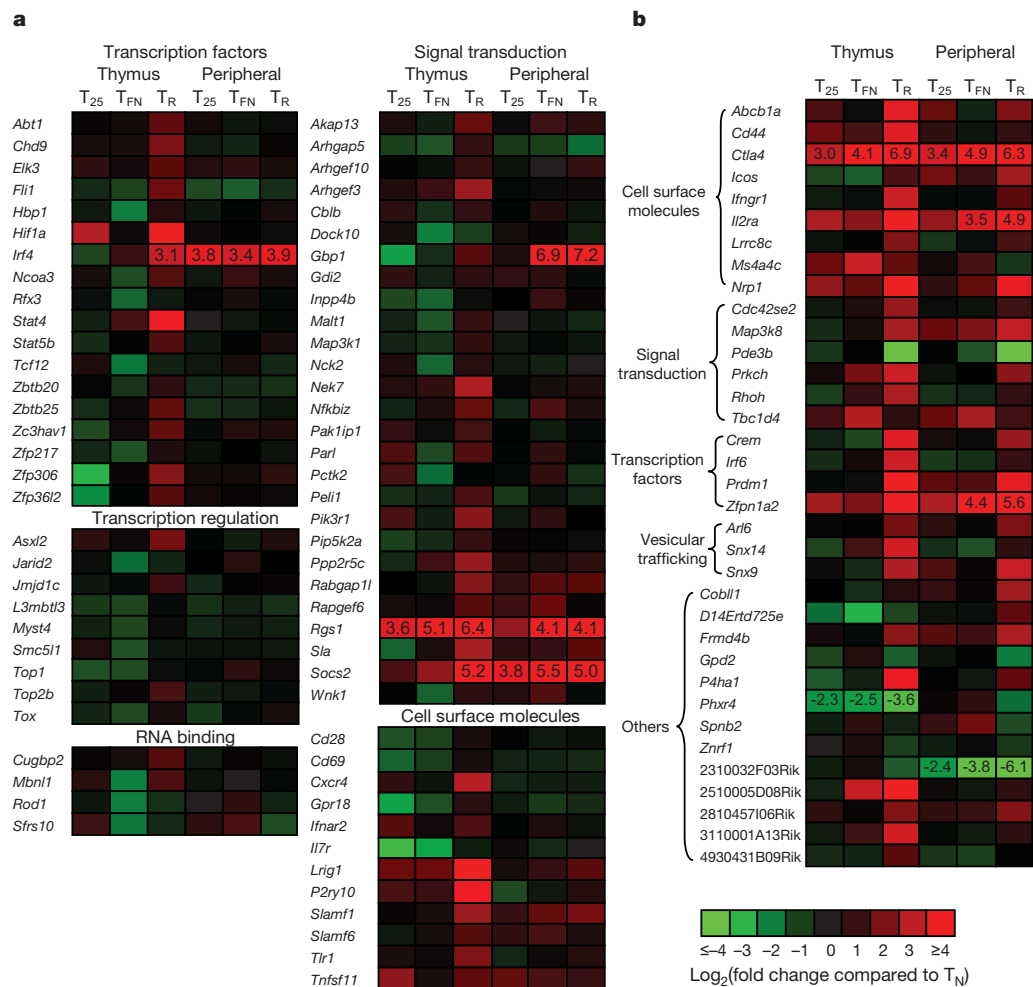 a
Transcription factors
Thymus Peripheral
T25 TFN TR T25 TFN TR
Abt1
Chd9
Elk3
Fli1
Hbp1
Hif1a
Irf4 3.1 3.8 3.4 3.9
Ncoa3
Rfx3
Stat4
Stat5b
Tcf12
Zbtb20
Zbtb25
Zc3hav1
Zfp217
Zfp306
Zfp36l2
Transcription regulation
Asxl2
Jarid2
Jmjd1c
L3mbtl3
Myst4
Smc5l1
Top1
Top2b
Tox
RNA binding
Cugbp2
Mbnl1
Rod1
Sfrs10
Signal transduction
Thymus Peripheral
T25 TFN TR T25 TFN TR
Akap13
Arhgap5
Arhgef10
Arhgef3
Cblb
Dock10
Gbp1 6.9 7.2
Gdi2
Inpp4b
Malt1
Map3k1
Nck2
Nek7
Nfkbiz
Pak1ip1
Parl
Pctk2
Peli1
Pik3r1
Pip5k2a
Ppp2r5c
Rabgap1l
Rapgef6
Rgs1 3.6 5.1 6.4 4.1 4.1
Sla
Socs2 5.2 3.8 5.5 5.0
Wnk1
Cell surface molecules
Cd28
Cd69
Cxcr4
Gpr18
Ifnar2
Il7r
Lrig1
P2ry10
Slamf1
Slamf6
Tlr1
Tnfsf11
b
Thymus Peripheral
T25 TFN TR T25 TFN TR
Cell surface molecules
Abcb1a
Cd44
Ctla4 3.0 4.1 6.9 3.4 4.9 6.3
Icos
Ifngr1
Il2ra 3.5 4.9
Lrrc8c
Ms4a4c
Nrp1
Signal transduction
Cdc42se2
Map3k8
Pde3b
Prkch
Rhoh
Tbc1d4
Transcription factors
Crem
Irf6
Prdm1
Zfpn1a2 4.4 5.6
Vesicular trafficking
Arl6
Snx14
Snx9
Others
Cobll1
D14Ertd725e
Frmd4b
Gpd2
P4ha1
Phxr4 -2.3 -2.5 -3.6
Spnb2
Znrf1
2310032F03Rik -2.4 -3.8 -6.1
2510005D08Rik
2810457I06Rik
3110001A13Rik
4930431B09Rik
≤−4 −3 −2 −1 0 1 2 3 ≥4
Log2(fold change compared to TN)